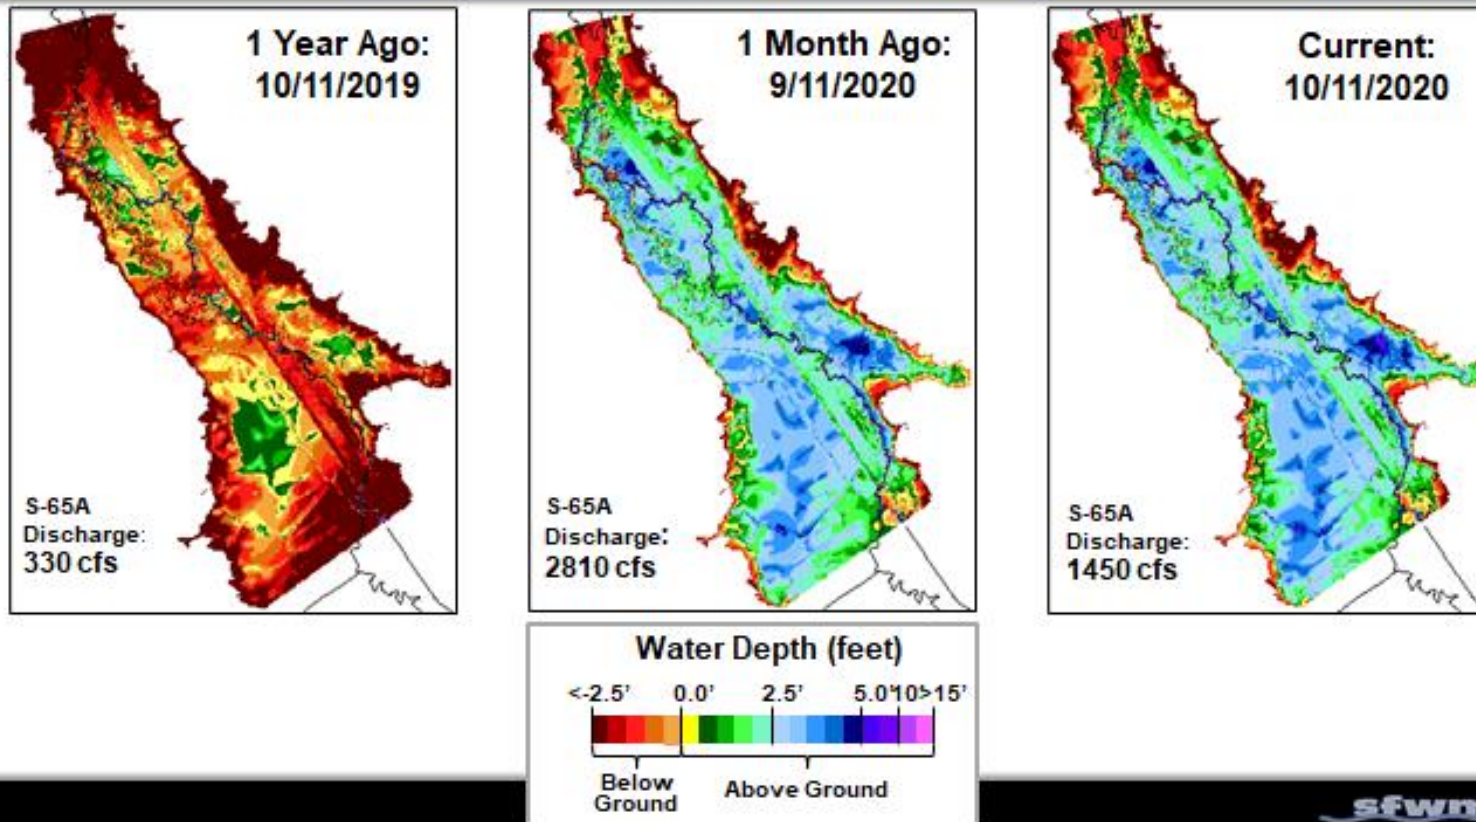 1 Year Ago:
10/11/2019
S-65A
Discharge:
330 cfs
1 Month Ago:
9/11/2020
S-65A
Discharge:
2810 cfs
Current:
10/11/2020
S-65A
Discharge:
1450 cfs
Water Depth (feet)
<-2.5' 0.0' 2.5' 5.0'10'>15'
Below
Ground
Above Ground
sfwm